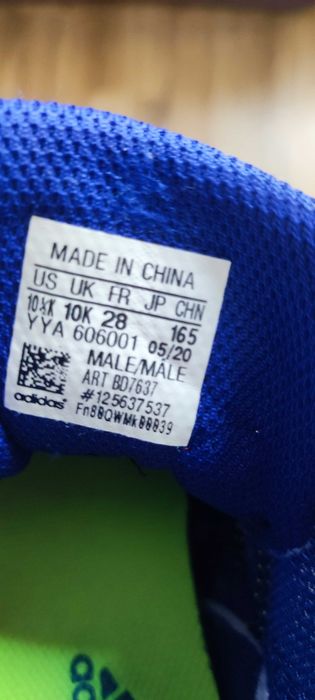 MADE IN CHINA
US UK FR JP CHN
10½K 10K 28 165
YYA 606001 05/20
MALE/MALE
ART BD7637
#125637537
adidas